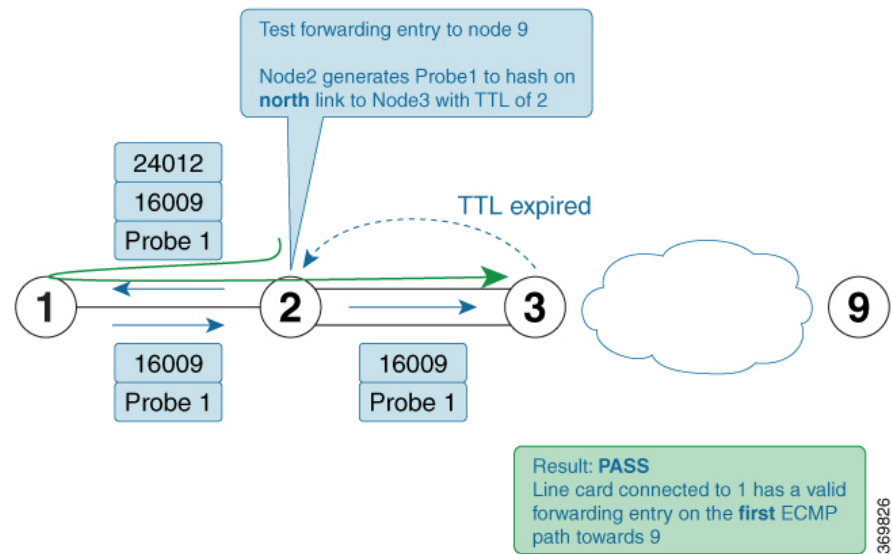 Test forwarding entry to node 9
Node2 generates Probe1 to hash on
north link to Node3 with TTL of 2
24012
16009
Probe 1
TTL expired
1
2
3
9
16009
Probe 1
16009
Probe 1
Result: PASS
Line card connected to 1 has a valid
forwarding entry on the first ECMP
path towards 9
369826